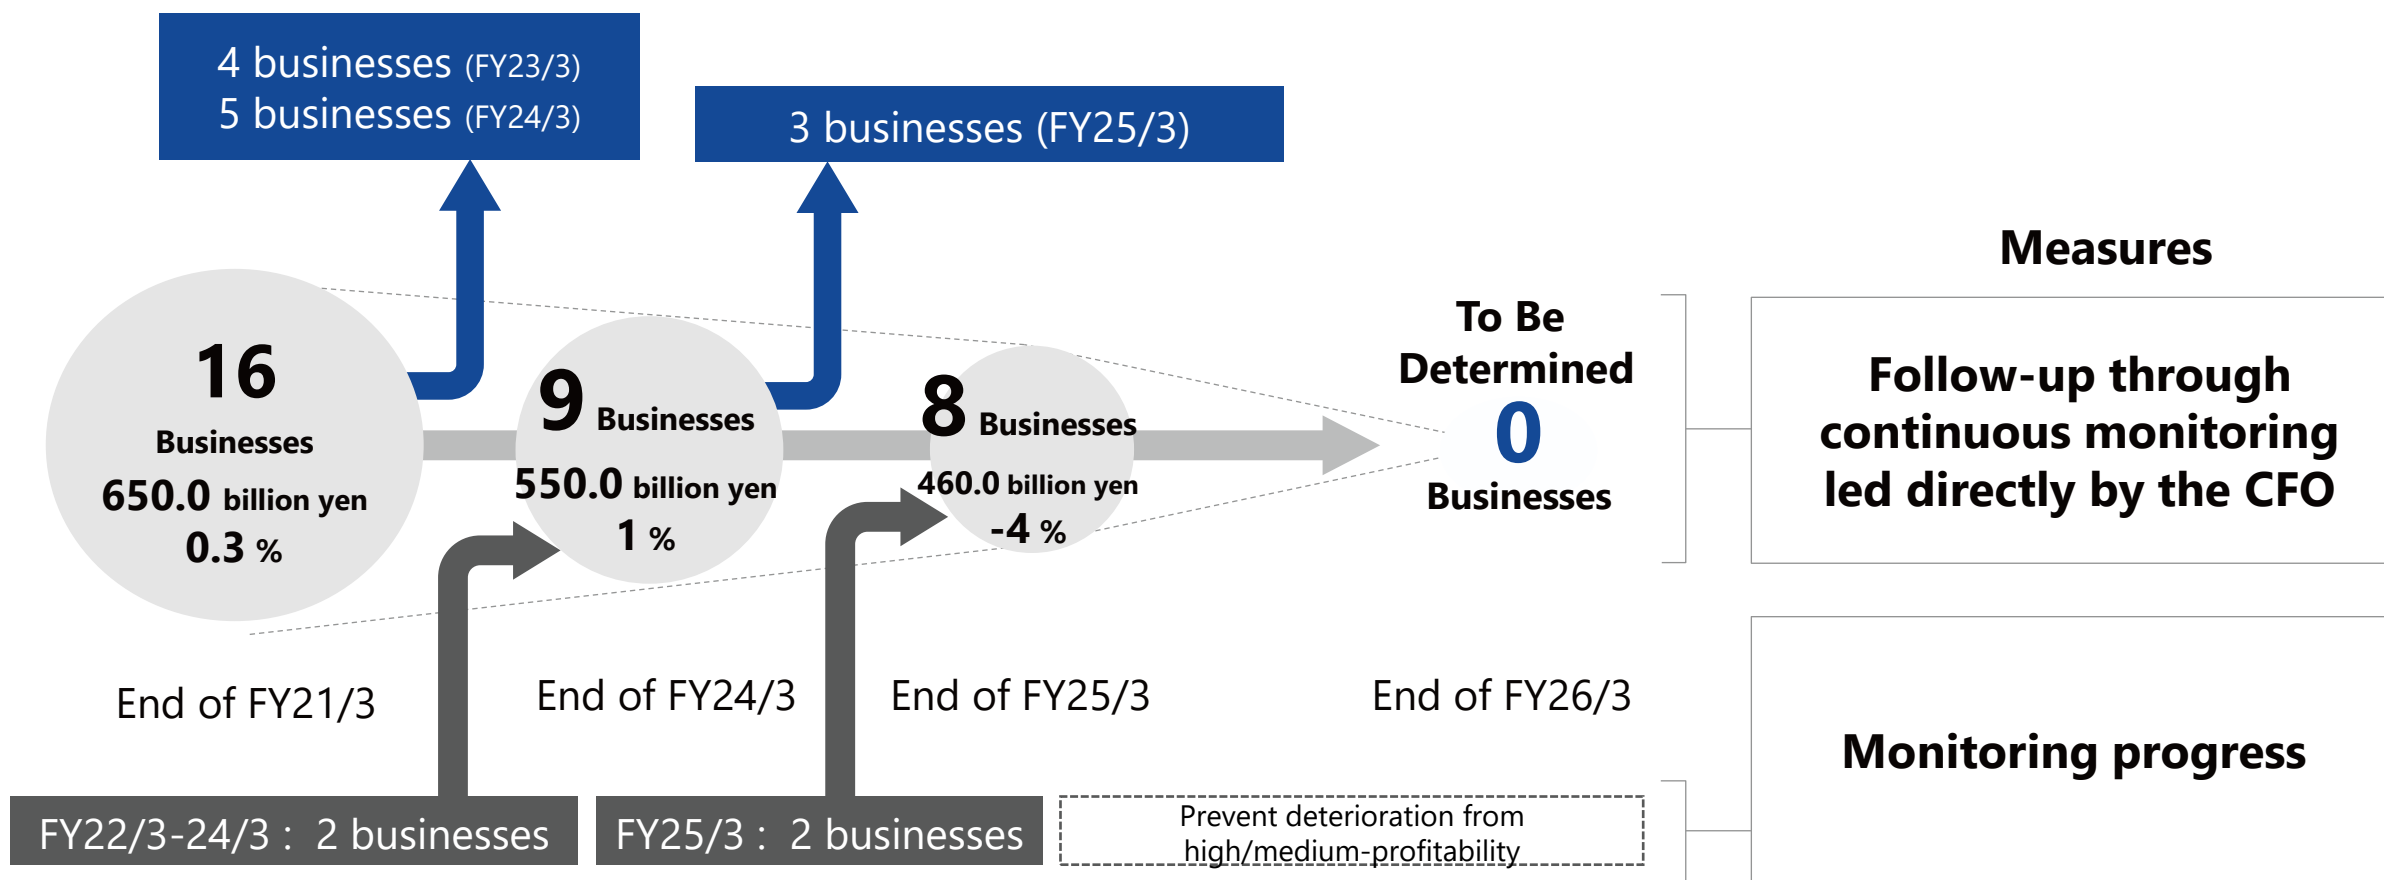 4 businesses (FY23/3)
5 businesses (FY24/3)
3 businesses (FY25/3)
16
Businesses
650.0 billion yen
0.3 %
9 Businesses
550.0 billion yen
1 %
8 Businesses
460.0 billion yen
-4 %
To Be
Determined
0
Businesses
Measures
Follow-up through
continuous monitoring
led directly by the CFO
End of FY21/3
End of FY24/3
End of FY25/3
End of FY26/3
Monitoring progress
FY22/3-24/3 : 2 businesses
FY25/3 : 2 businesses
Prevent deterioration from
high/medium-profitability